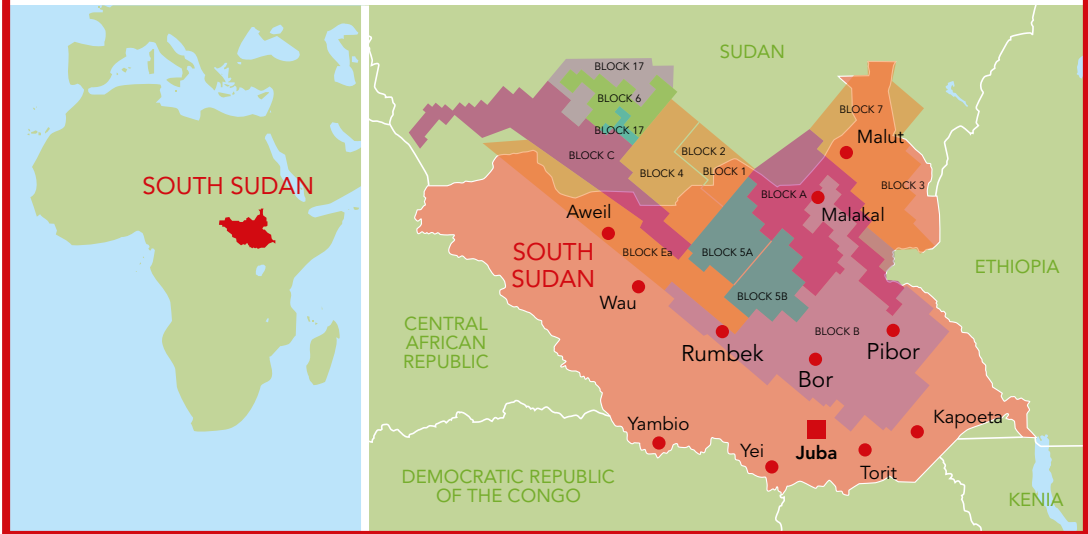 SOUTH SUDAN
SUDAN
BLOCK 17
BLOCK 6
BLOCK 17
BLOCK 7
BLOCK C
BLOCK 2
Malut
BLOCK 4
BLOCK 1
BLOCK 3
BLOCK A
Malakal
Aweil
SOUTH
SUDAN
BLOCK Ea
BLOCK 5A
ETHIOPIA
BLOCK 5B
Wau
CENTRAL
AFRICAN
REPUBLIC
BLOCK B
Rumbek
Pibor
Bor
Kapoeta
Yambio
Yei
Juba
Torit
DEMOCRATIC REPUBLIC
OF THE CONGO
KENIA